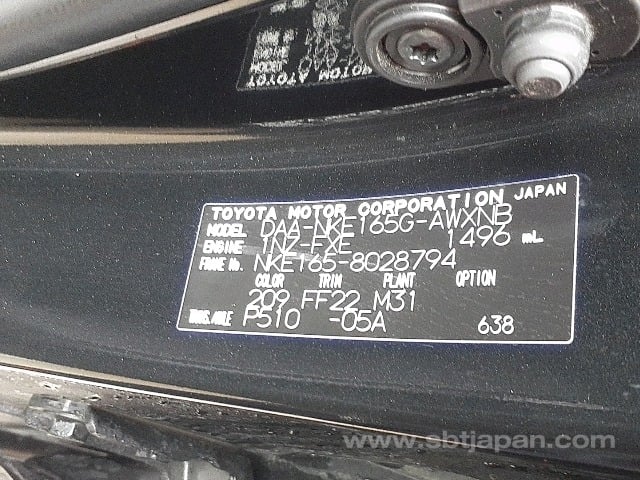 TOYOTA MOTOR CORPORATION JAPAN
MODEL DAA-NKE165G-AWXNB
ENGINE 1NZ-FXE 1496 mL
FRAME No. NKE165-8028794
COLOR TRIM PLANT OPTION
209 FF22 M31
TRANS./AXLE P510 -05A 638
www.sbtjapan.com